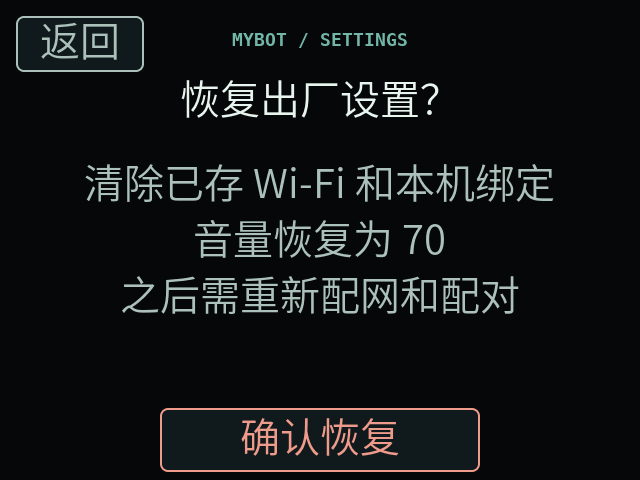 返回
MYBOT / SETTINGS
恢复出厂设置？
清除已存 Wi-Fi 和本机绑定
音量恢复为 70
之后需重新配网和配对
确认恢复